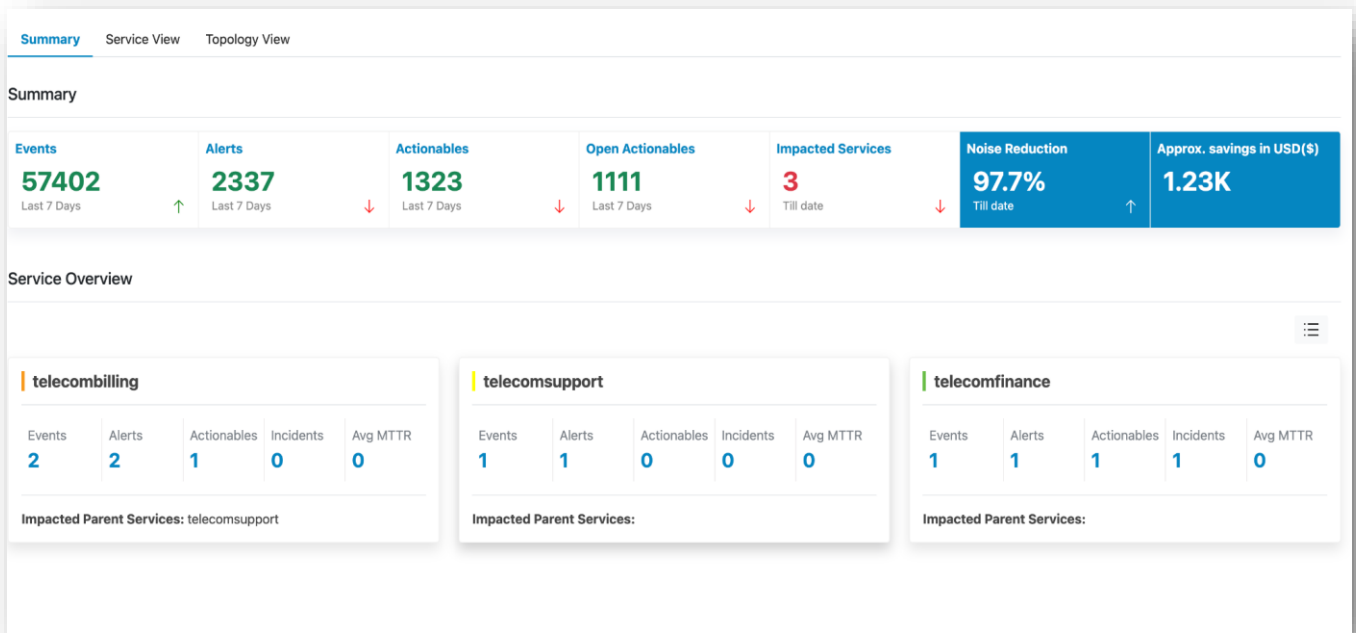 Summary Service View Topology View
Summary
Events Alerts Actionables Open Actionables Impacted Services Noise Reduction Approx. savings in USD($)
57402 2337 1323 1111 3 97.7% 1.23K
Last 7 Days Last 7 Days Last 7 Days Last 7 Days Till date Till date
Service Overview
telecombilling telecomsupport telecomfinance
Events Alerts Actionables Incidents Avg MTTR Events Alerts Actionables Incidents Avg MTTR Events Alerts Actionables Incidents Avg MTTR
2 2 1 0 0 1 1 0 0 0 1 1 1 1 0
Impacted Parent Services: telecomsupport Impacted Parent Services: Impacted Parent Services: